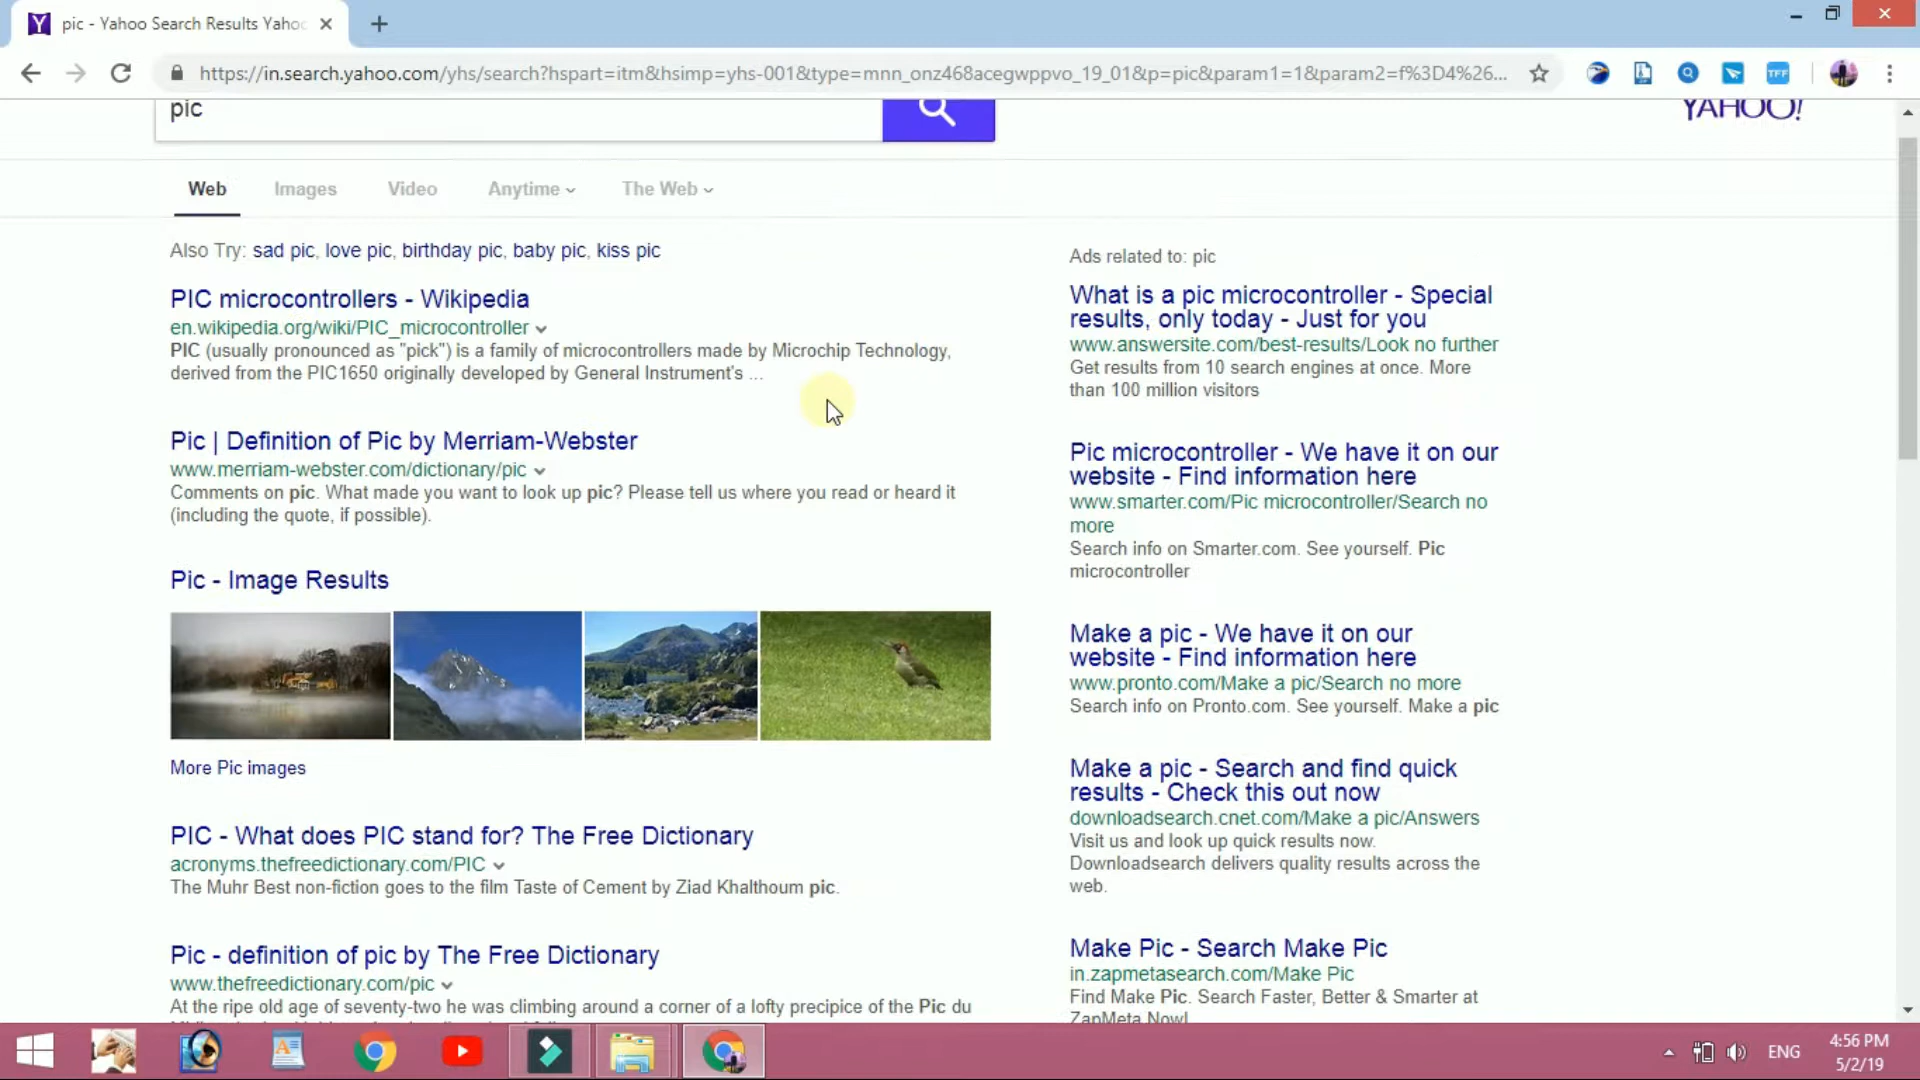 pic - Yahoo Search Results Yahoo
https://in.search.yahoo.com/yhs/search?hspart=itm&hsimp=yhs-001&type=mnn_onz468acegwppvo_19_01&p=pic&param1=1&param2=f%3D4%26...
TFF
pic
YAHOO!
Web Images Video Anytime The Web
Also Try: sad pic, love pic, birthday pic, baby pic, kiss pic
PIC microcontrollers - Wikipedia
en.wikipedia.org/wiki/PIC_microcontroller
PIC (usually pronounced as "pick") is a family of microcontrollers made by Microchip Technology,
derived from the PIC1650 originally developed by General Instrument's ...
Pic | Definition of Pic by Merriam-Webster
www.merriam-webster.com/dictionary/pic
Comments on pic. What made you want to look up pic? Please tell us where you read or heard it
(including the quote, if possible).
Pic - Image Results
More Pic images
PIC - What does PIC stand for? The Free Dictionary
acronyms.thefreedictionary.com/PIC
The Muhr Best non-fiction goes to the film Taste of Cement by Ziad Khalthoum pic.
Pic - definition of pic by The Free Dictionary
www.thefreedictionary.com/pic
At the ripe old age of seventy-two he was climbing around a corner of a lofty precipice of the Pic du
Ads related to: pic
What is a pic microcontroller - Special
results, only today - Just for you
www.answersite.com/best-results/Look no further
Get results from 10 search engines at once. More
than 100 million visitors
Pic microcontroller - We have it on our
website - Find information here
www.smarter.com/Pic microcontroller/Search no
more
Search info on Smarter.com. See yourself. Pic
microcontroller
Make a pic - We have it on our
website - Find information here
www.pronto.com/Make a pic/Search no more
Search info on Pronto.com. See yourself. Make a pic
Make a pic - Search and find quick
results - Check this out now
downloadsearch.cnet.com/Make a pic/Answers
Visit us and look up quick results now.
Downloadsearch delivers quality results across the
web.
Make Pic - Search Make Pic
in.zapmetasearch.com/Make Pic
Find Make Pic. Search Faster, Better & Smarter at
ZapMeta Now!
ENG
4:56 PM
5/2/19